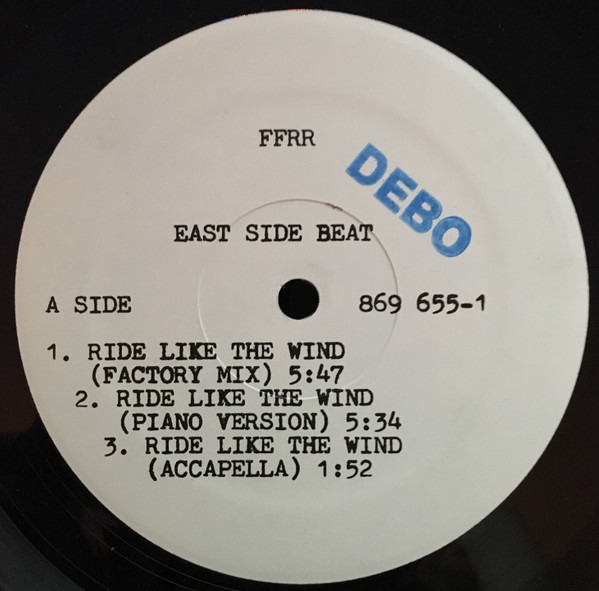 FFRR
DEBO
EAST SIDE BEAT
A SIDE 869 655-1
1. RIDE LIKE THE WIND
(FACTORY MIX) 5:47
2. RIDE LIKE THE WIND
(PIANO VERSION) 5:34
3. RIDE LIKE THE WIND
(ACCAPELLA) 1:52